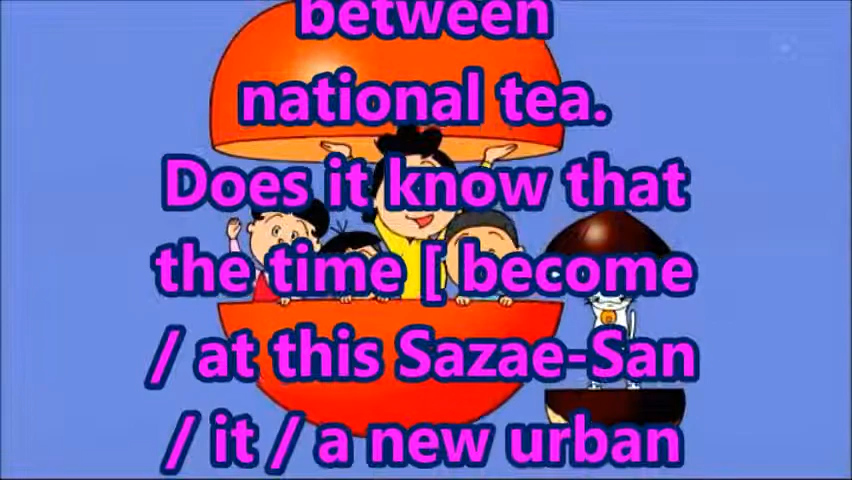 between
national tea.
Does it know that
the time [ become
/ at this Sazae-San
/ it / a new urban